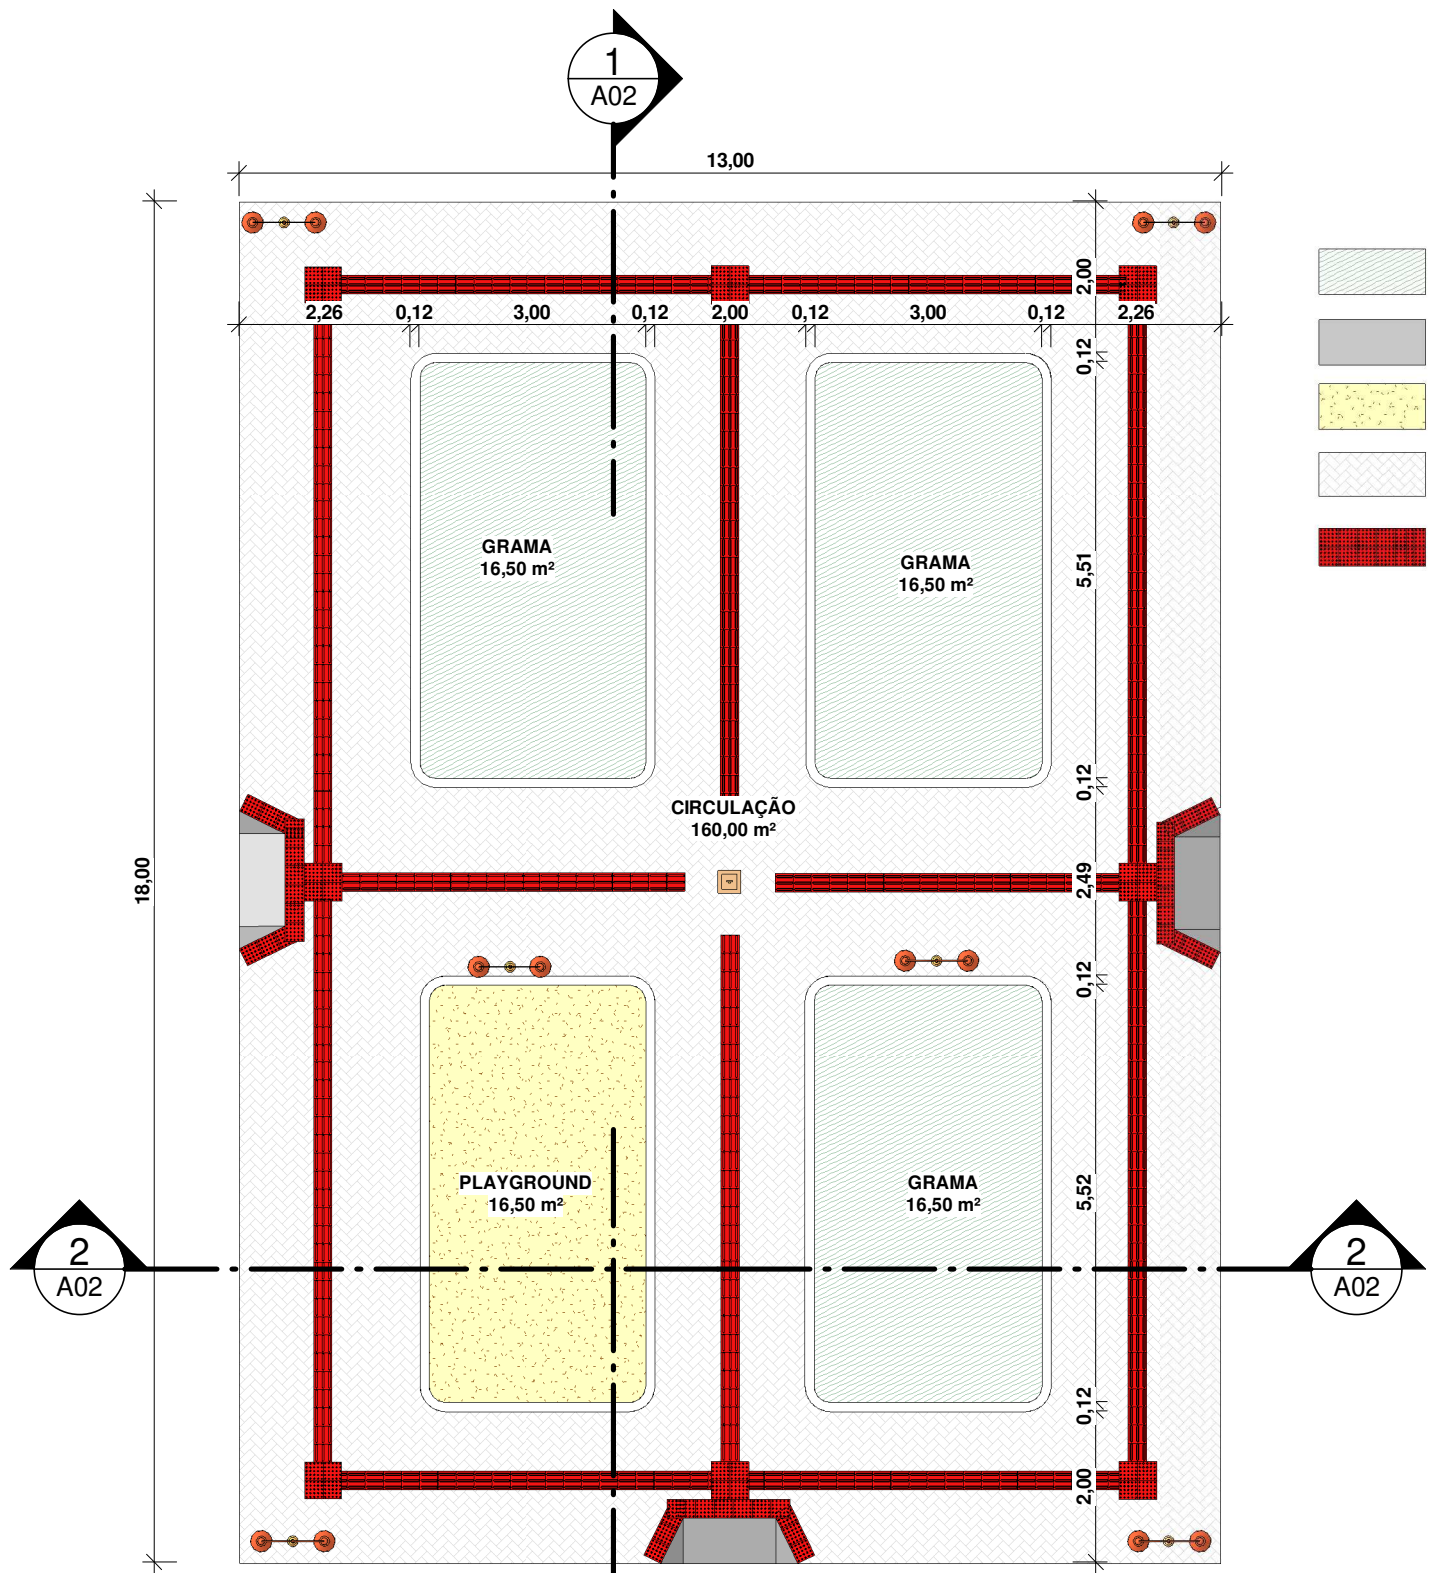 1
A02
13,00
2,00
2,26
0,12
3,00
0,12
2,00
0,12
3,00
0,12
2,26
0,12
GRAMA
16,50 m²
GRAMA
16,50 m²
5,51
0,12
CIRCULAÇÃO
160,00 m²
18,00
2,49
0,12
PLAYGROUND
16,50 m²
GRAMA
16,50 m²
5,52
2
A02
2
A02
0,12
2,00